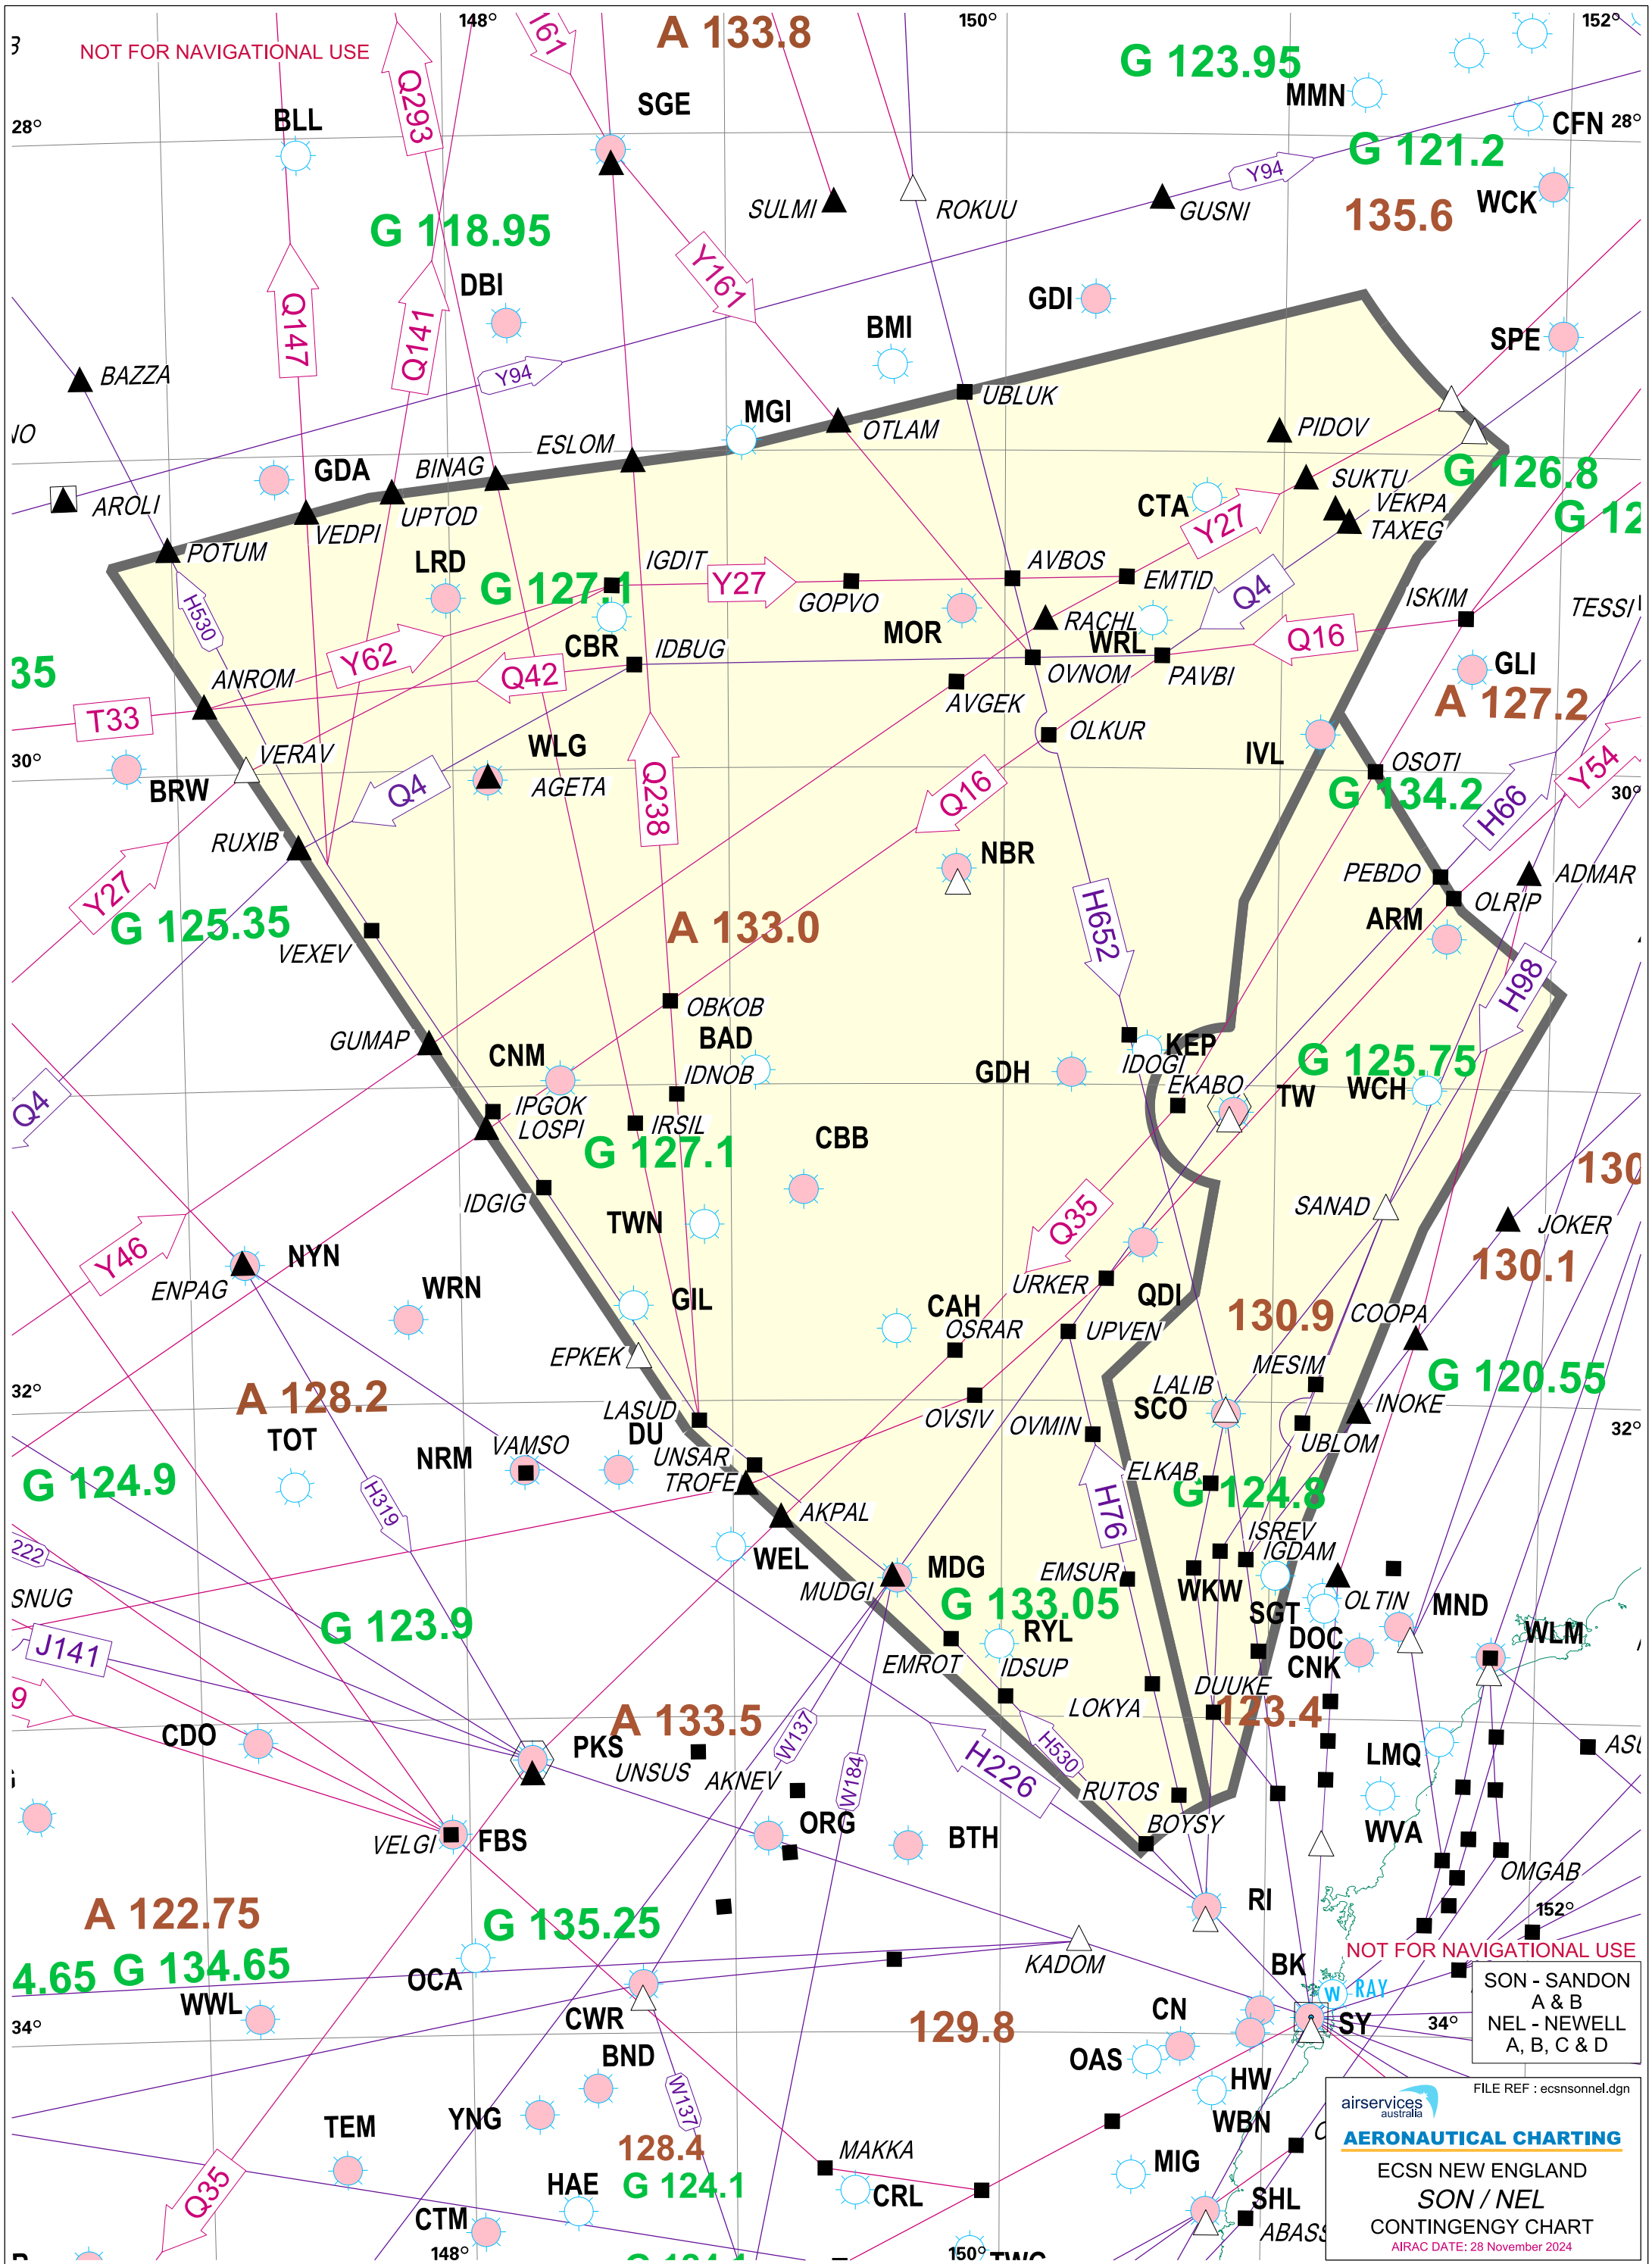 148°
150°
152°
NOT FOR NAVIGATIONAL USE
A 133.8
G 123.95
Q293
SGE
MMN
BLL
CFN
28°
28°
G 121.2
Y94
WCK
SULMI
ROKUU
GUSNI
135.6
G 118.95
Y161
DBI
GDI
BMI
SPE
Q147
Q141
Y94
BAZZA
UBLUK
MGI
OTLAM
PIDOV
ESLOM
BINAG
GDA
SUKTU
G 126.8
AROLI
VEDPI
UPTOD
CTA
VEKPA
TAXEG
Y27
G 12
POTUM
LRD
IGDIT
AVBOS
EMTID
G 127.1
Y27
GOPVO
Q4
ISKIM
TESSI
H530
CBR
MOR
RACHL
WRL
Q16
Y62
IDBUG
35
ANROM
Q42
OVNOM
PAVBI
GLI
T33
AVGEK
A 127.2
OLKUR
VERAV
WLG
IVL
OSOTI
30°
BRW
AGETA
Q4
Q16
G 134.2
30°
Y54
H66
Q238
RUXIB
NBR
PEBDO
ADMAR
Y27
OLRIP
G 125.35
A 133.0
H652
ARM
VEXEV
H98
OBKOB
GUMAP
BAD
CNM
KEP
IDOGI
G 125.75
IDNOB
GDH
EKABO
TW
WCH
Q4
IPGOK
LOSPI
IRSIL
G 127.1
CBB
130
IDGIG
TWN
Q35
SANAD
JOKER
Y46
NYN
130.1
ENPAG
URKER
QDI
WRN
GIL
CAH
130.9
COOPA
OSRAR
UPVEN
EPKEK
MESIM
G 120.55
32°
A 128.2
LALIB
SCO
INOKE
LASUD
OVSIV
OVMIN
32°
TOT
DU
UBLOM
NRM
VAMSO
UNSAR
G 124.9
TROFE
ELKAB
G 124.8
H319
AKPAL
H76
ISREV
222
WEL
IGDAM
MDG
EMSUR
WKW
SNUG
MUDGI
OLTIN
MND
G 133.05
SGT
G 123.9
RYL
DOC
WLM
J141
EMROT
IDSUP
CNK
DUUKE
9
A 133.5
LOKYA
123.4
CDO
W137
PKS
H530
UNSUS
H226
LMQ
AKNEV
W184
RUTOS
ORG
BOYSY
WVA
VELGI
FBS
BTH
OMGAB
RI
A 122.75
G 135.25
152°
4.65
G 134.65
KADOM
NOT FOR NAVIGATIONAL USE
OCA
BK
WWL
RAY
W
SON - SANDON
A & B
NEL - NEWELL
A, B, C & D
CWR
CN
34°
129.8
SY
34°
BND
OAS
HW
FILE REF : ecsnsonnel.dgn
W137
airservices
australia
TEM
YNG
WBN
AERONAUTICAL CHARTING
128.4
MAKKA
MIG
ECSN NEW ENGLAND
Q35
HAE
G 124.1
CRL
SHL
SON / NEL
CTM
ABASS
CONTINGENGY CHART
AIRAC DATE: 28 November 2024
148°
150°